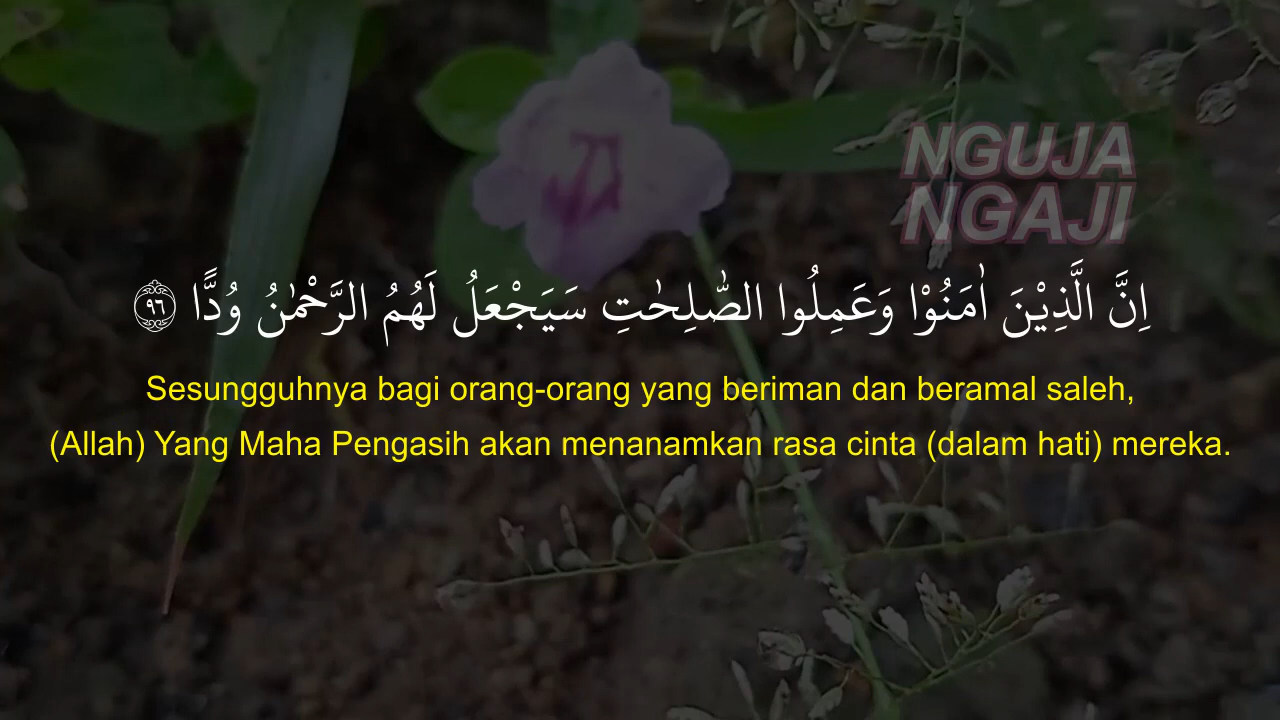 NGUJA
NGAJI
اِنَّ الَّذِيْنَ اٰمَنُوْا وَعَمِلُوا الصّٰلِحٰتِ سَيَجْعَلُ لَهُمُ الرَّحْمٰنُ وُدًّا ۝٩٦
Sesungguhnya bagi orang-orang yang beriman dan beramal saleh,
(Allah) Yang Maha Pengasih akan menanamkan rasa cinta (dalam hati) mereka.